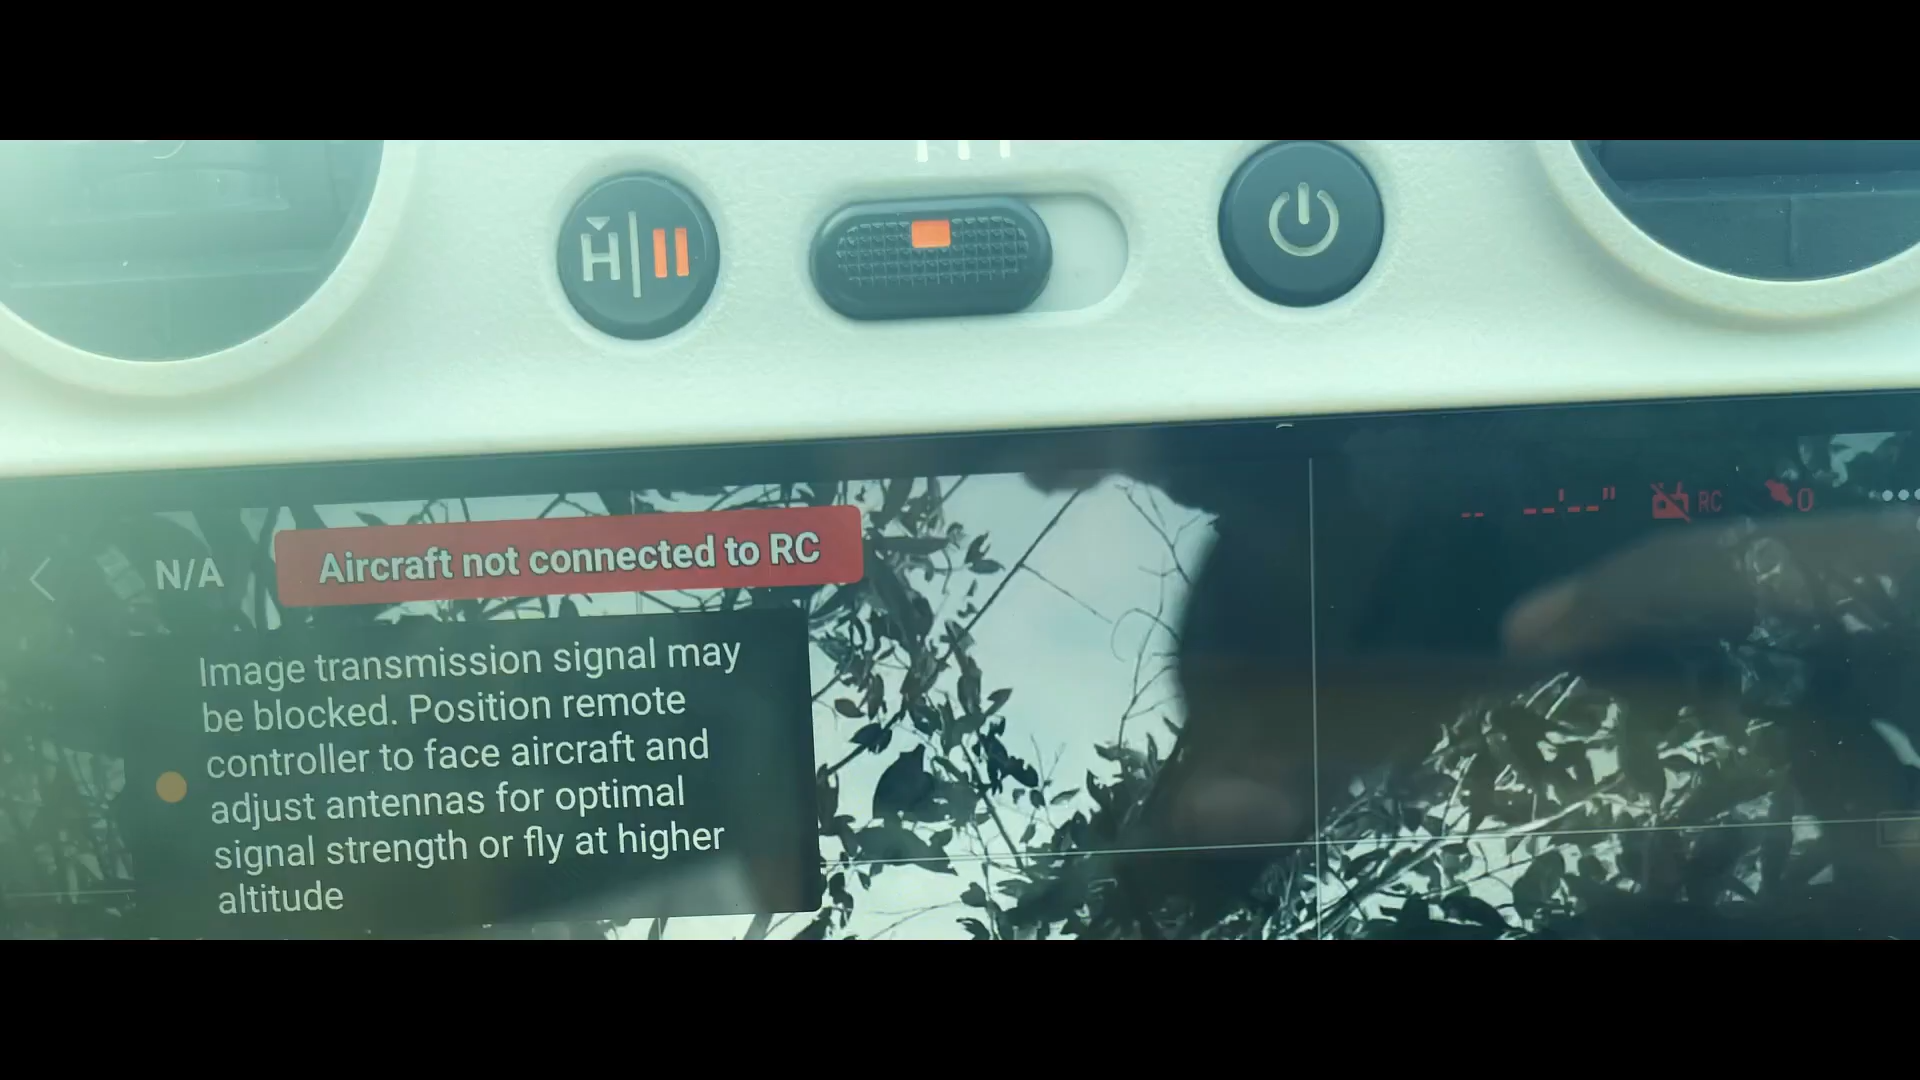 H
N/A
Aircraft not connected to RC
-- --'--" RC 0
Image transmission signal may
be blocked. Position remote
controller to face aircraft and
adjust antennas for optimal
signal strength or fly at higher
altitude